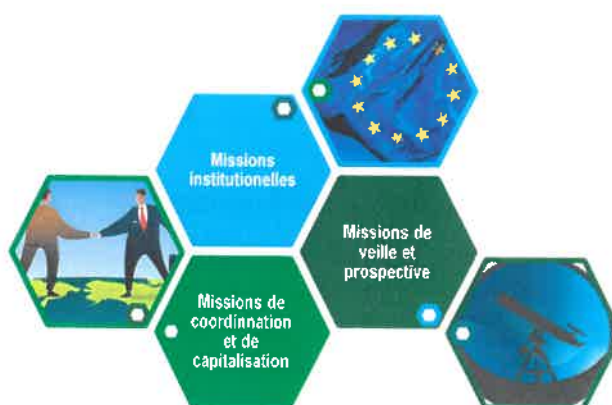 Missions
institutionelles
Missions de
veille et
prospective
Missions de
coordinnation
et de
capitalisation